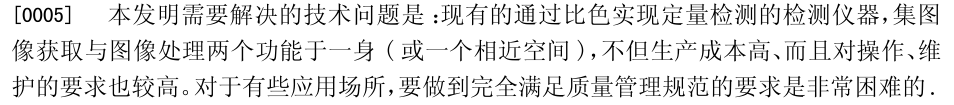 [0005] 本发明需要解决的技术问题是:现有的通过比色实现定量检测的检测仪器,集图
像获取与图像处理两个功能于一身(或一个相近空间),不但生产成本高、而且对操作、维
护的要求也较高。对于有些应用场所,要做到完全满足质量管理规范的要求是非常困难的.